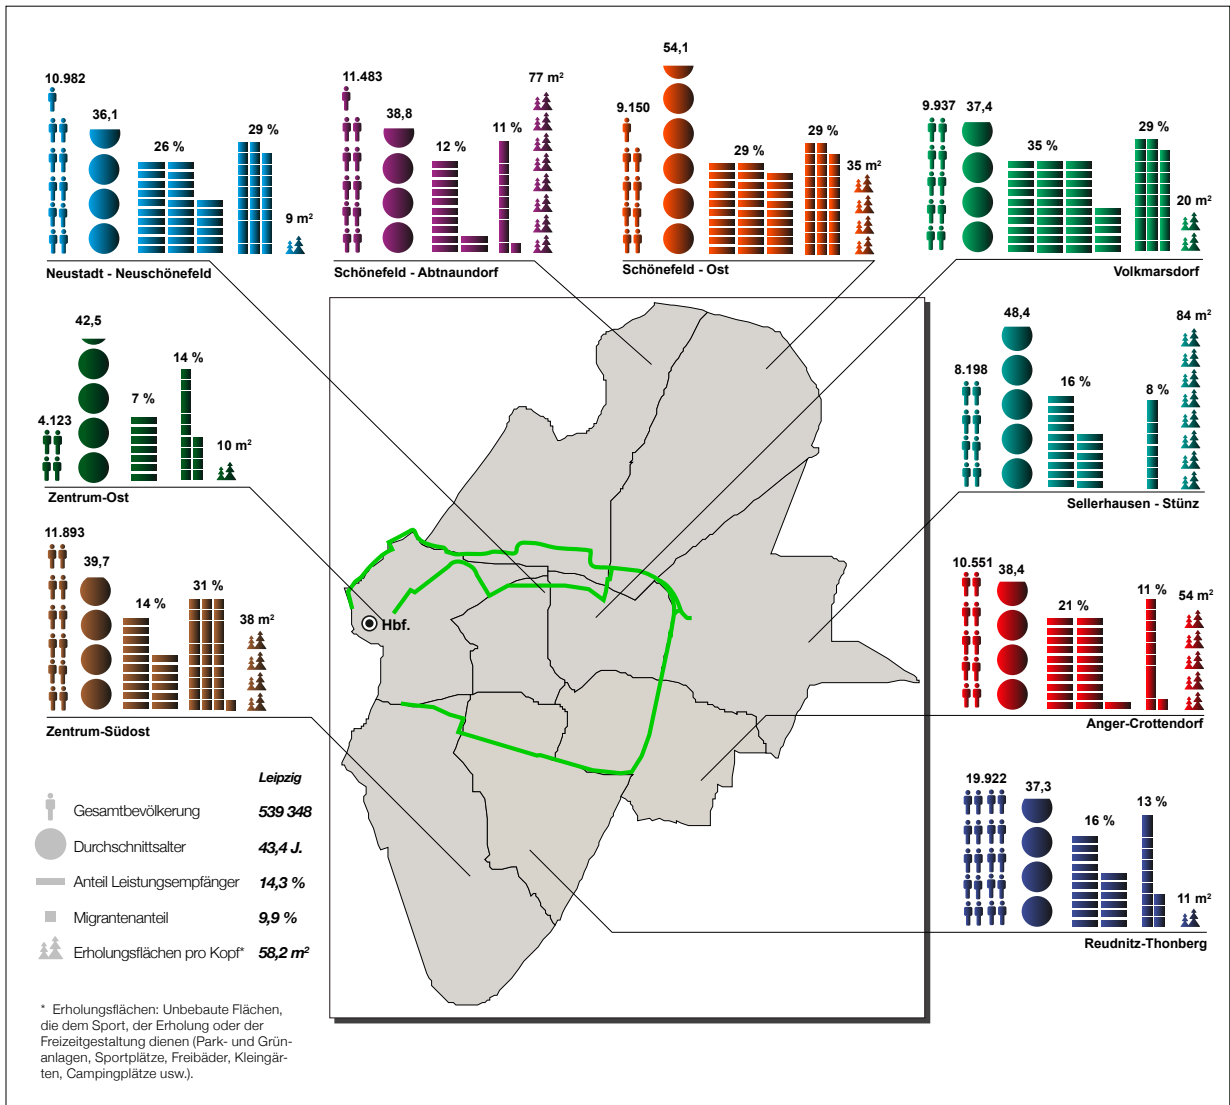 10.982
36,1
26 %
29 %
9 m²
Neustadt - Neuschönefeld
11.483
38,8
12 %
11 %
77 m²
Schönefeld - Abtnaundorf
9.150
54,1
29 %
29 %
35 m²
Schönefeld - Ost
9.937
37,4
35 %
29 %
20 m²
Volkmarsdorf
4.123
42,5
7 %
14 %
10 m²
Zentrum-Ost
8.198
48,4
16 %
8 %
84 m²
Sellerhausen - Stünz
11.893
39,7
14 %
31 %
38 m²
Zentrum-Südost
Hbf.
10.551
38,4
21 %
11 %
54 m²
Anger-Crottendorf
19.922
37,3
16 %
13 %
11 m²
Reudnitz-Thonberg
Leipzig
Gesamtbevölkerung 539 348
Durchschnittsalter 43,4 J.
Anteil Leistungsempfänger 14,3 %
Migrantenanteil 9,9 %
Erholungsflächen pro Kopf* 58,2 m²
* Erholungsflächen: Unbebaute Flächen,
die dem Sport, der Erholung oder der
Freizeitgestaltung dienen (Park- und Grün-
anlagen, Sportplätze, Freibäder, Kleingär-
ten, Campingplätze usw.).